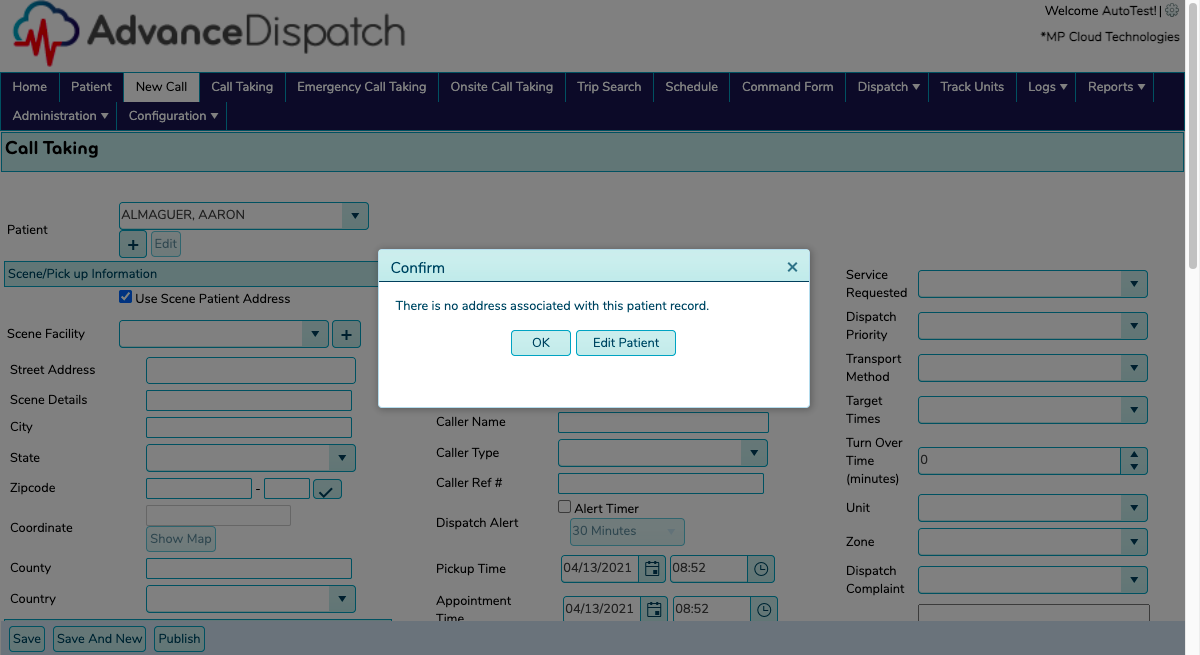 AdvanceDispatch
Welcome AutoTest! |
*MP Cloud Technologies
Home Patient New Call Call Taking Emergency Call Taking Onsite Call Taking Trip Search Schedule Command Form Dispatch Track Units Logs Reports
Administration Configuration
Call Taking
Patient
ALMAGUER, AARON
+ Edit
Scene/Pick up Information
Use Scene Patient Address
Scene Facility
+
Street Address
Scene Details
City
State
Zipcode
-
Coordinate
Show Map
County
Country
Confirm
There is no address associated with this patient record.
OK Edit Patient
Caller Name
Caller Type
Caller Ref #
Dispatch Alert
Alert Timer
30 Minutes
Pickup Time
04/13/2021 08:52
Appointment
Time
04/13/2021 08:52
Service
Requested
Dispatch
Priority
Transport
Method
Target
Times
Turn Over
Time
(minutes)
0
Unit
Zone
Dispatch
Complaint
Save Save And New Publish